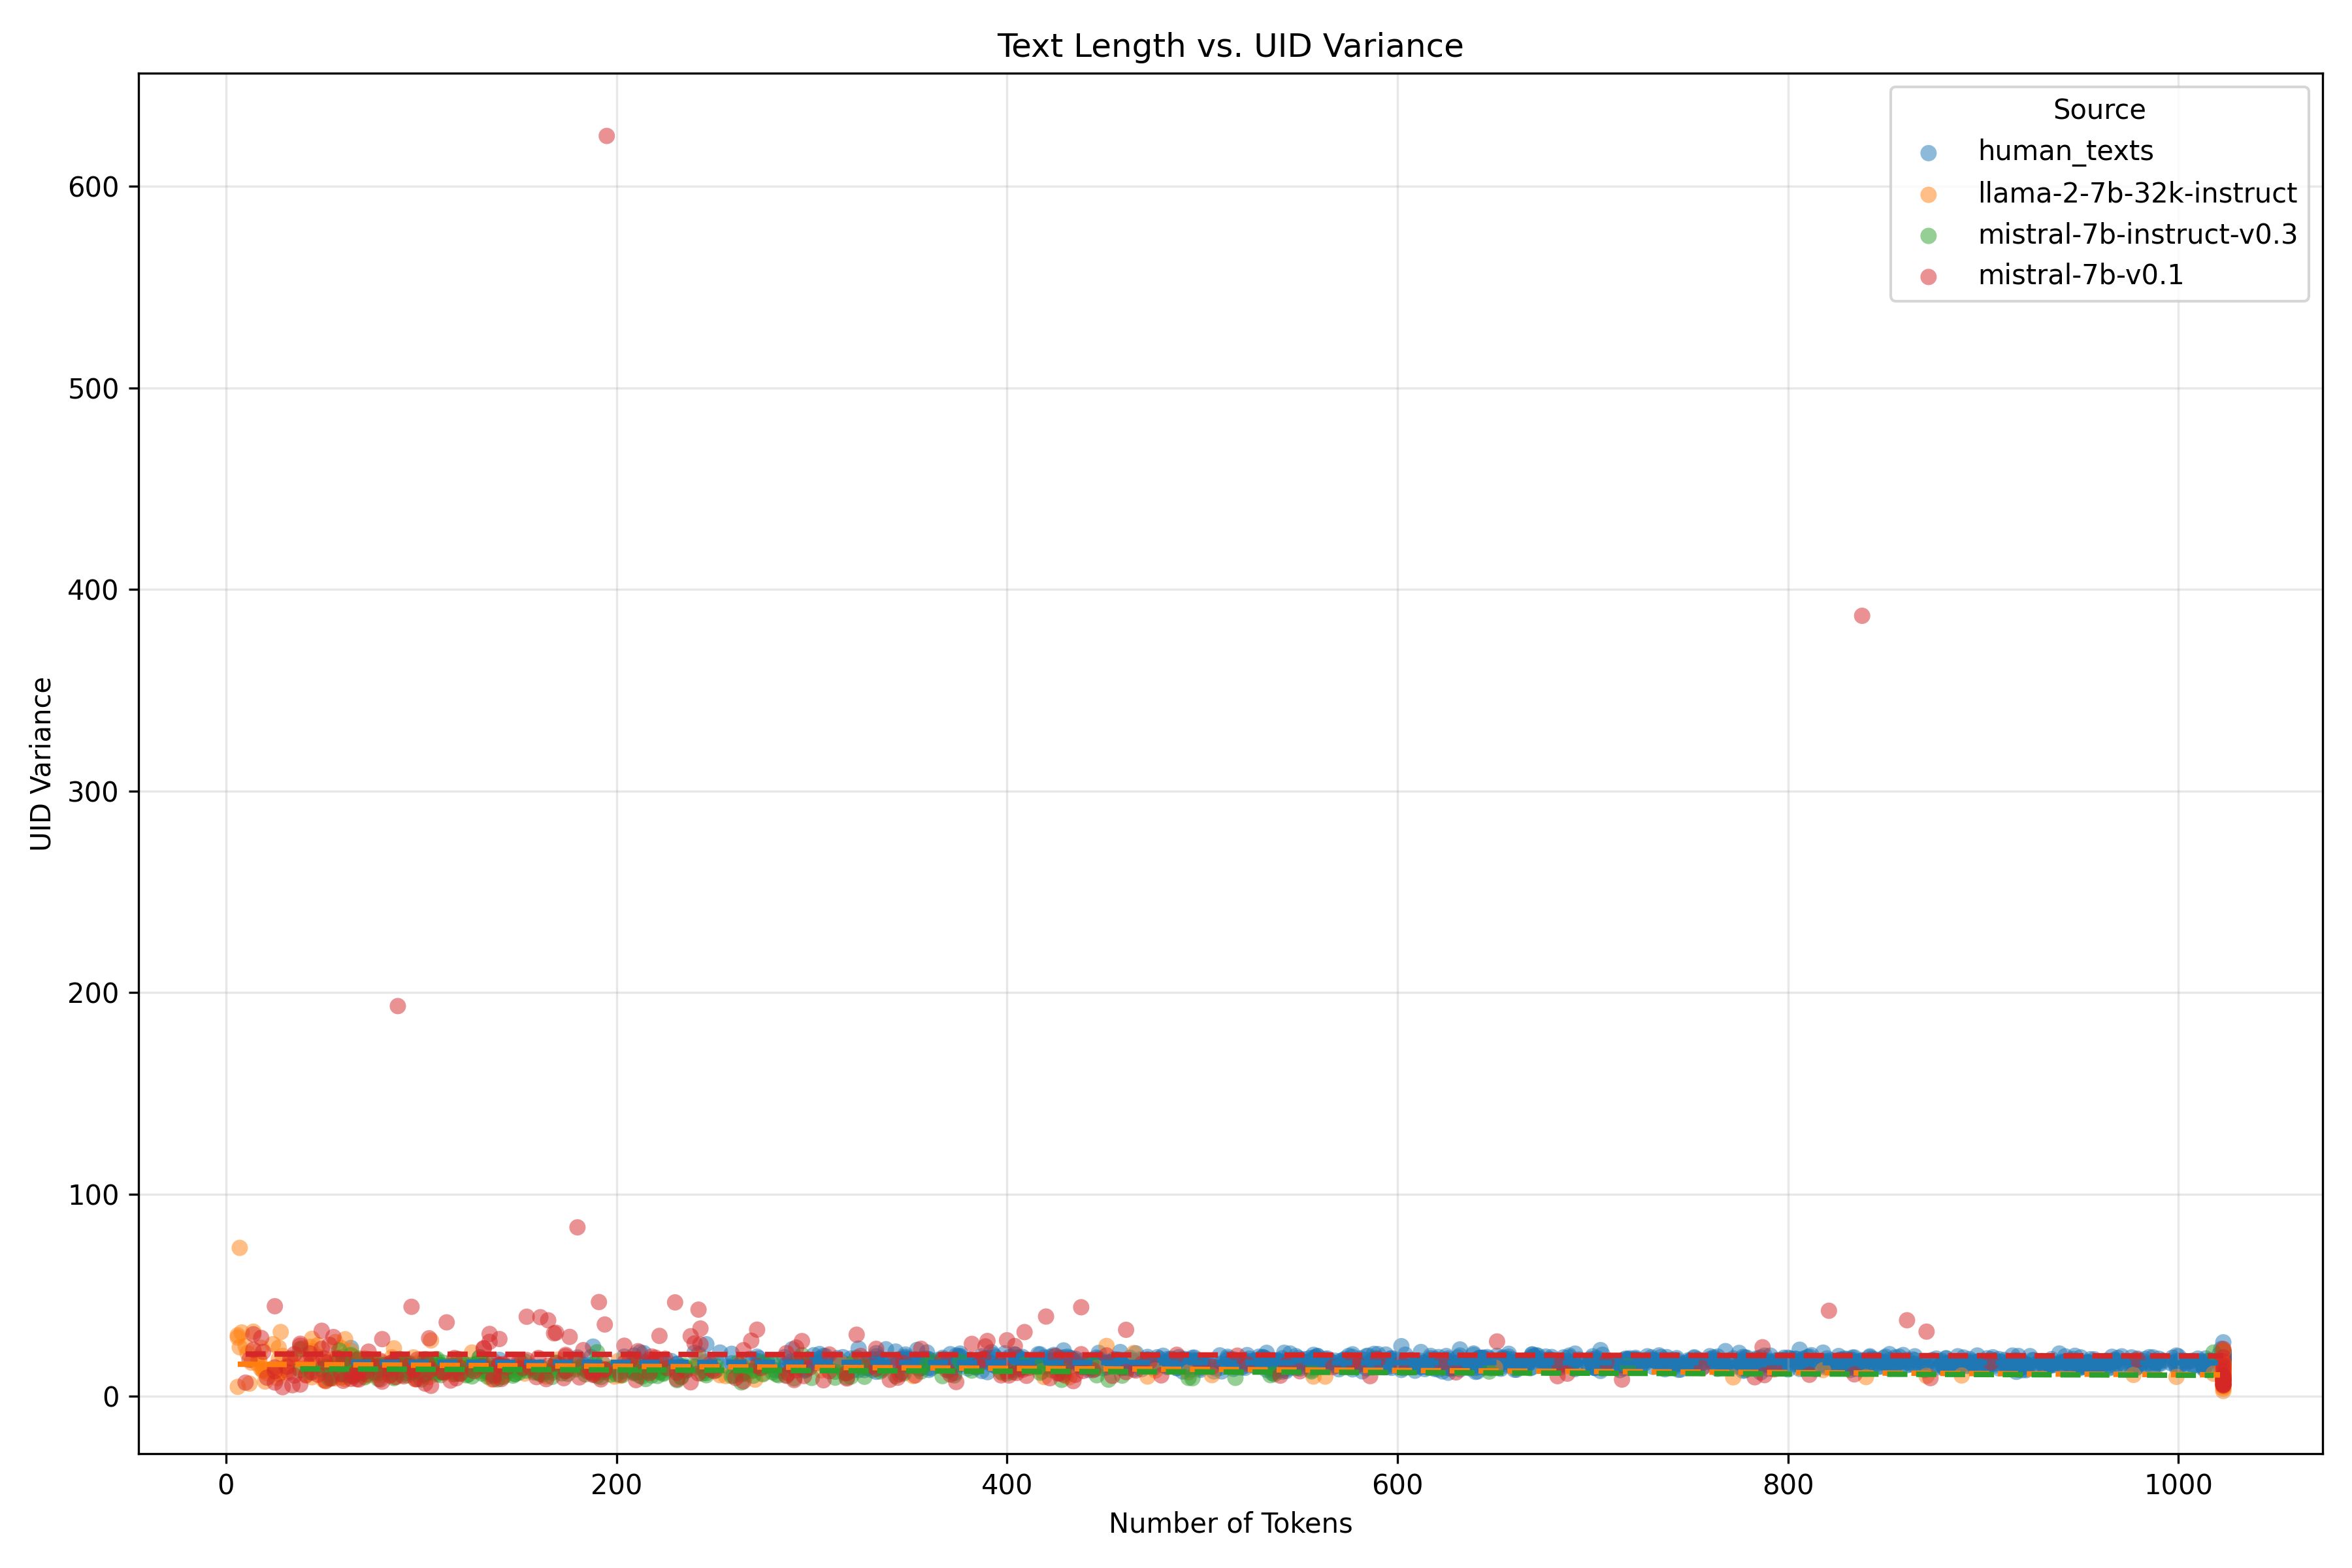 Text Length vs. UID Variance
Source
human_texts
llama-2-7b-32k-instruct
mistral-7b-instruct-v0.3
mistral-7b-v0.1
UID Variance
600
500
400
300
200
100
0
0 200 400 600 800 1000
Number of Tokens